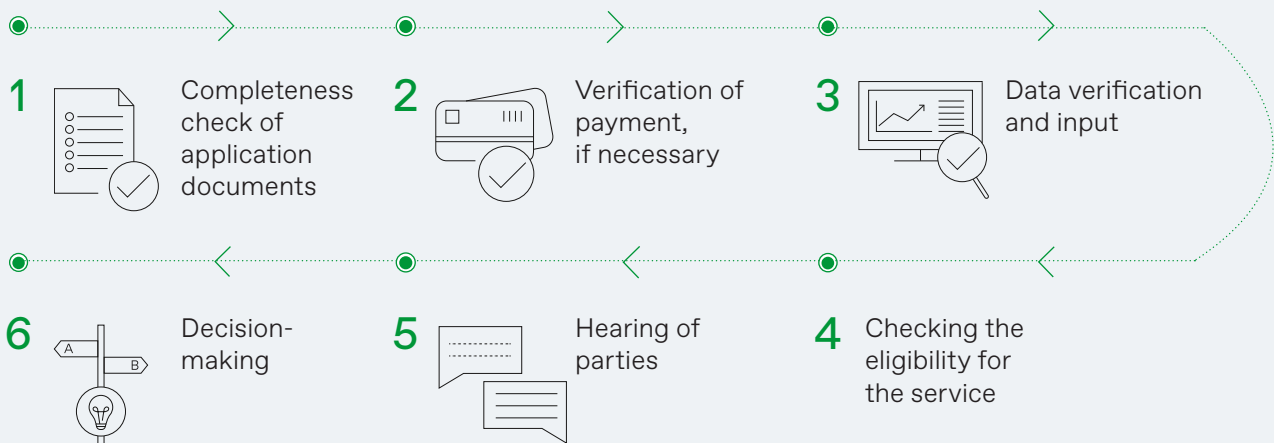 1
Completeness
check of
application
documents
2
Verification of
payment,
if necessary
3
Data verification
and input
6
A
B
Decision-
making
5
Hearing of
parties
4
Checking the
eligibility for
the service